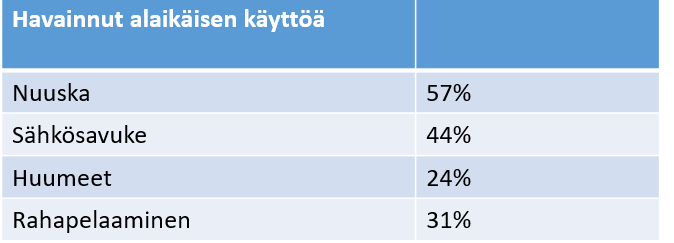 Havainnut alaikäisen käyttöä
Nuuska 57%
Sähkösavuke 44%
Huumeet 24%
Rahapelaaminen 31%